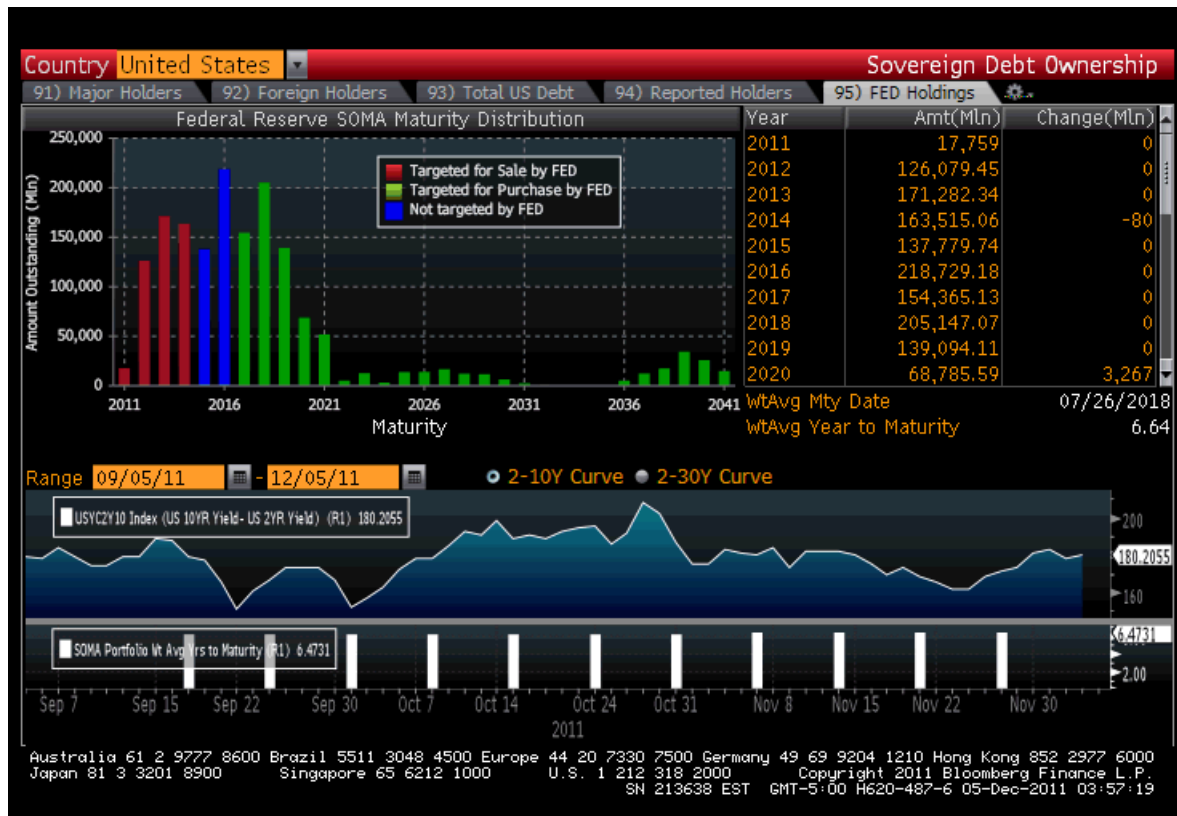 Country United States Sovereign Debt Ownership
91) Major Holders 92) Foreign Holders 93) Total US Debt 94) Reported Holders 95) FED Holdings
Federal Reserve SOMA Maturity Distribution
250,000
200,000
150,000
100,000
50,000
0
Amount Outstanding (Mln)
Targeted for Sale by FED
Targeted for Purchase by FED
Not targeted by FED
2011 2016 2021 2026 2031 2036 2041
Maturity
Year Amt(Mln) Change(Mln)
2011 17,759 0
2012 126,079.45 0
2013 171,282.34 0
2014 163,515.06 -80
2015 137,779.74 0
2016 218,729.18 0
2017 154,365.13 0
2018 205,147.07 0
2019 139,094.11 0
2020 68,785.59 3,267
WtAvg Mty Date 07/26/2018
WtAvg Year to Maturity 6.64
Range 09/05/11 - 12/05/11 2-10Y Curve 2-30Y Curve
USYC2Y10 Index (US 10YR Yield- US 2YR Yield) (R1) 180.2055
200
180.2055
160
SOMA Portfolio Wt Avg Yrs to Maturity (R1) 6.4731
6.4731
2.00
Sep 7 Sep 15 Sep 22 Sep 30 Oct 7 Oct 14 Oct 24 Oct 31 Nov 8 Nov 15 Nov 22 Nov 30
2011
Australia 61 2 9777 8600 Brazil 5511 3048 4500 Europe 44 20 7330 7500 Germany 49 69 9204 1210 Hong Kong 852 2977 6000
Japan 81 3 3201 8900 Singapore 65 6212 1000 U.S. 1 212 318 2000 Copyright 2011 Bloomberg Finance L.P.
SN 213638 EST GMT-5:00 H620-487-6 05-Dec-2011 03:57:19